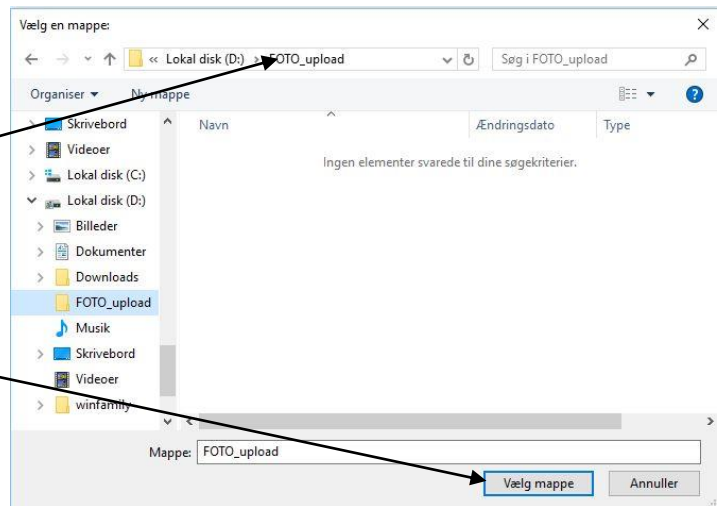 Vælg en mappe:
« Lokal disk (D:) › FOTO_upload
Søg i FOTO_upload
Organiser
Ny mappe
Navn
Ændringsdato
Type
Ingen elementer svarede til dine søgekriterier.
Skrivebord
Videoer
Lokal disk (C:)
Lokal disk (D:)
Billeder
Dokumenter
Downloads
FOTO_upload
Musik
Skrivebord
Videoer
winfamily
Mappe: FOTO_upload
Vælg mappe
Annuller